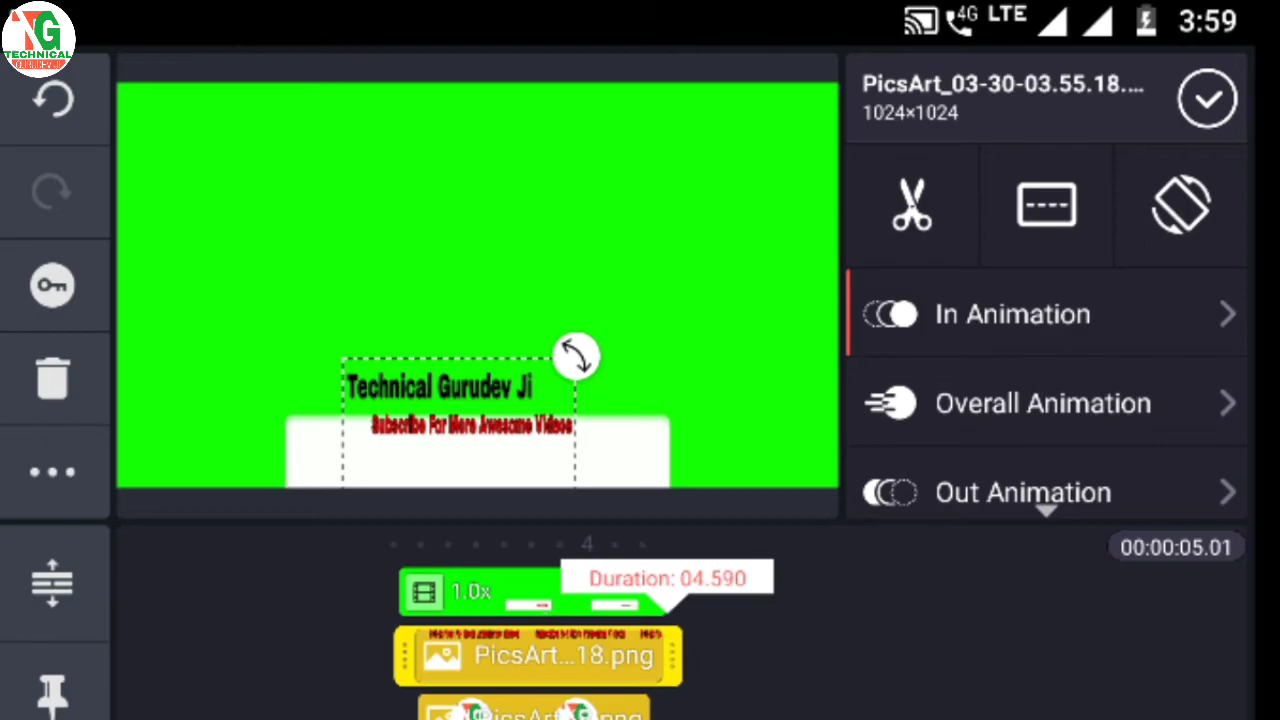 NG
TECHNICAL
4G LTE 3:59
PicsArt_03-30-03.55.18....
1024×1024
In Animation
Overall Animation
Out Animation
Technical Gurudev Ji
Subscribe For More Awesome Videos
00:00:05.01
4
Duration: 04.590
1.0x
PicsArt...18.png